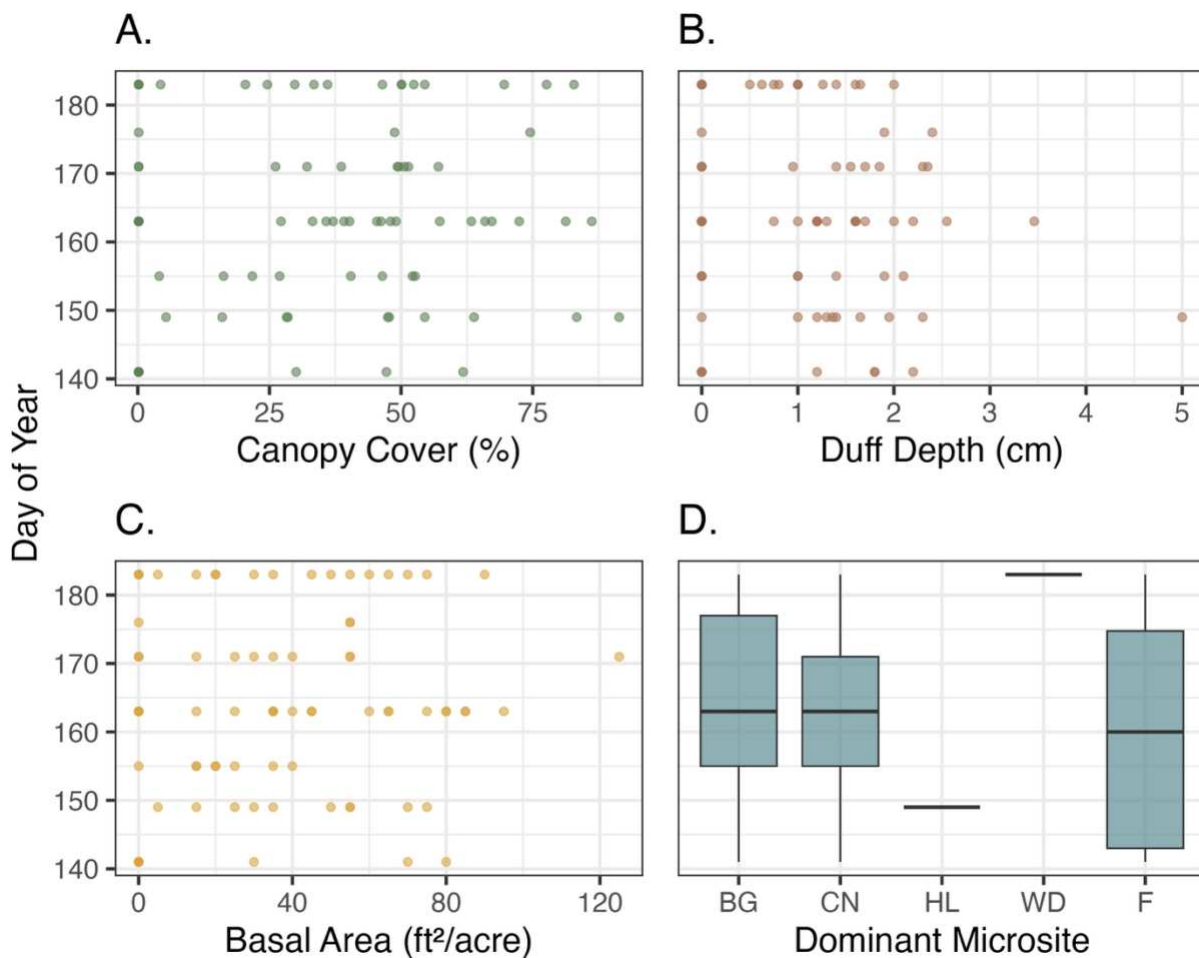 A.
B.
180
170
160
150
140
0 25 50 75
0 1 2 3 4 5
Canopy Cover (%)
Duff Depth (cm)
Day of Year
C.
D.
180
170
160
150
140
0 40 80 120
BG CN HL WD F
Basal Area (ft²/acre)
Dominant Microsite